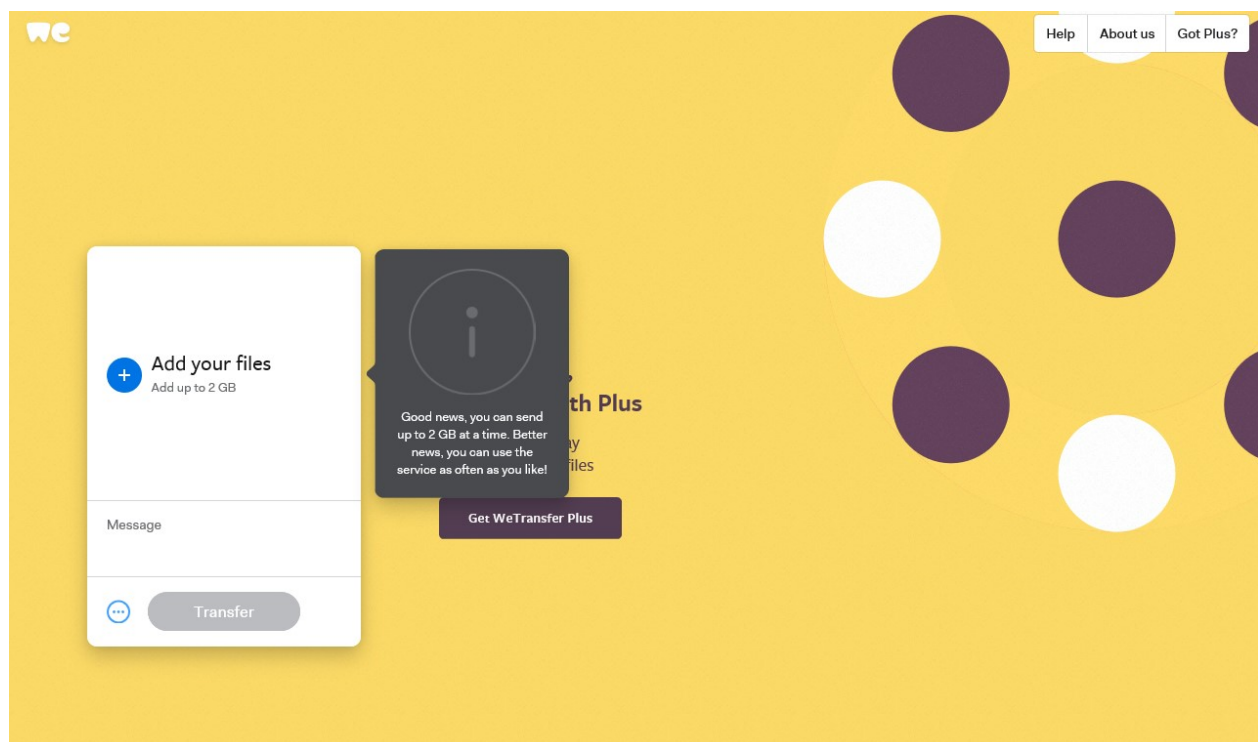 we
Help
About us
Got Plus?
Add your files
Add up to 2 GB
Good news, you can send
up to 2 GB at a time. Better
news, you can use the
service as often as you like!
th Plus
files
Message
Get WeTransfer Plus
Transfer